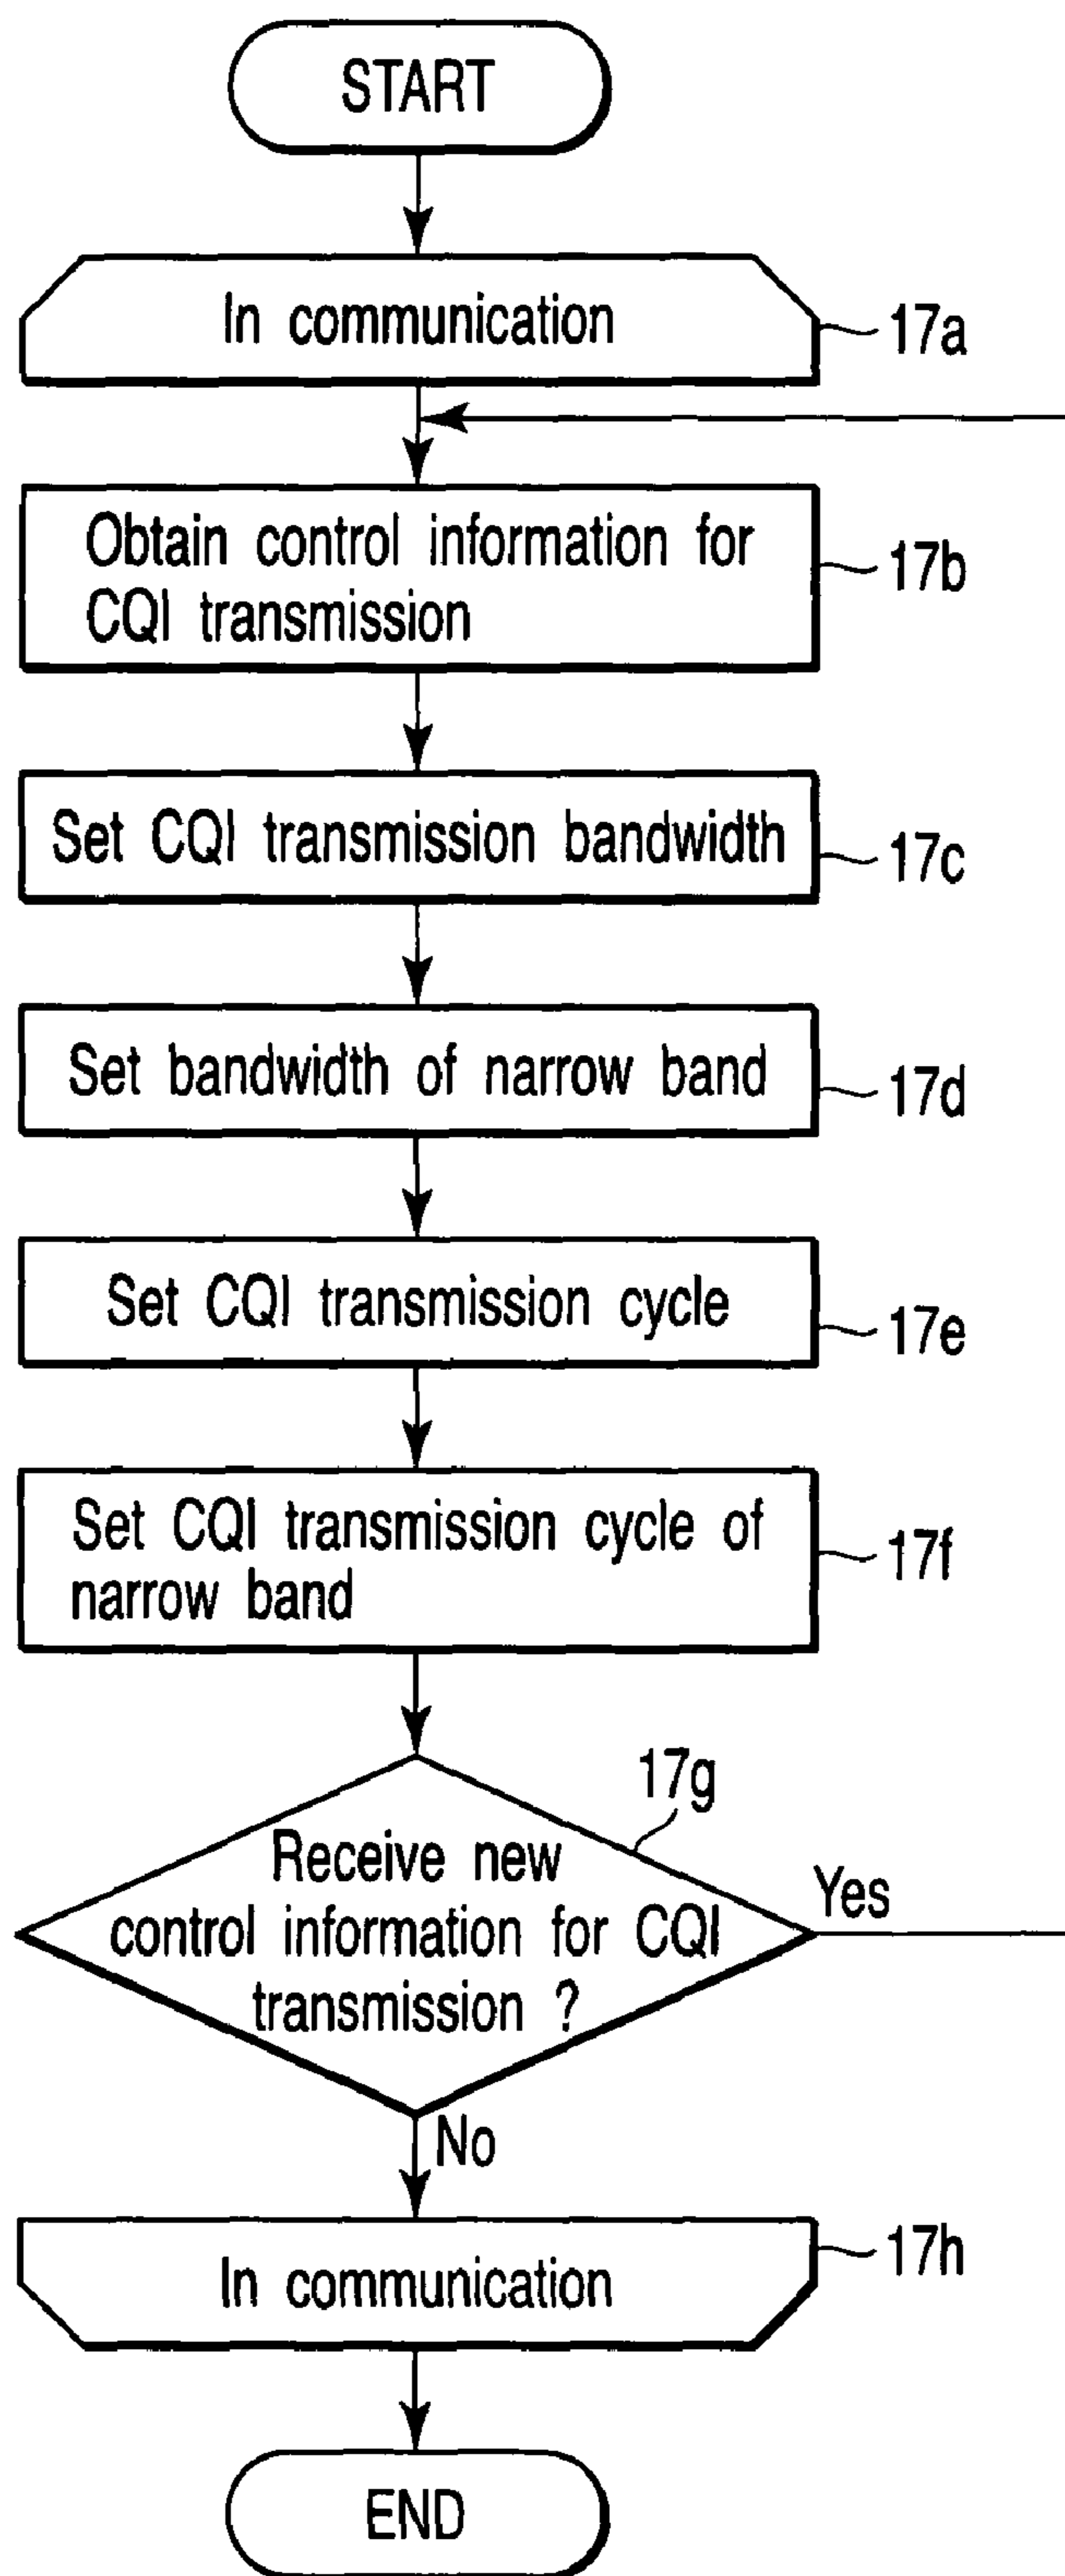 START
In communication
17a
Obtain control information for
CQI transmission
17b
Set CQI transmission bandwidth
17c
Set bandwidth of narrow band
17d
Set CQI transmission cycle
17e
Set CQI transmission cycle of
narrow band
17f
17g
Receive new
control information for CQI
transmission ?
Yes
No
In communication
17h
END